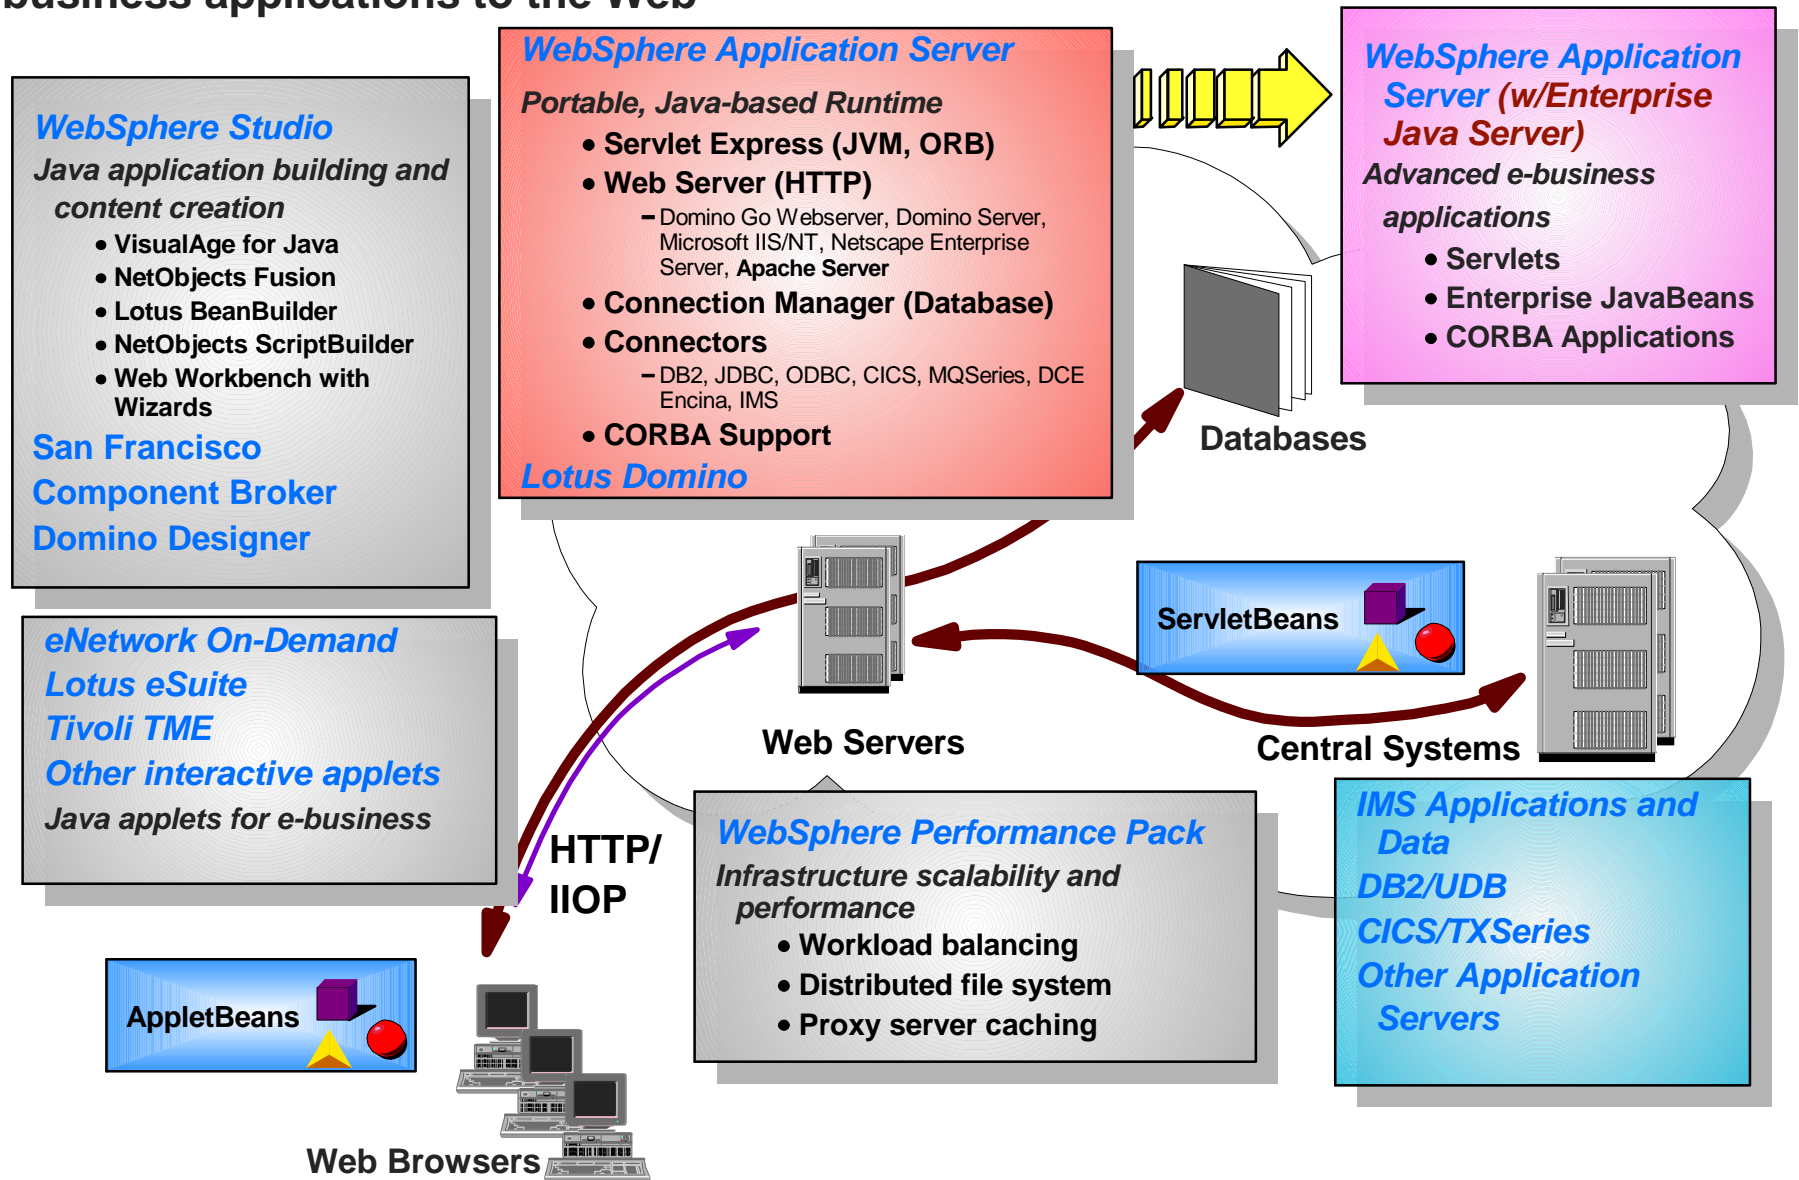 business applications to the Web
WebSphere Studio
Java application building and
content creation
• VisualAge for Java
• NetObjects Fusion
• Lotus BeanBuilder
• NetObjects ScriptBuilder
• Web Workbench with
Wizards
San Francisco
Component Broker
Domino Designer
WebSphere Application Server
Portable, Java-based Runtime
• Servlet Express (JVM, ORB)
• Web Server (HTTP)
– Domino Go Webserver, Domino Server,
Microsoft IIS/NT, Netscape Enterprise
Server, Apache Server
• Connection Manager (Database)
• Connectors
– DB2, JDBC, ODBC, CICS, MQSeries, DCE
Encina, IMS
• CORBA Support
Lotus Domino
WebSphere Application
Server (w/Enterprise
Java Server)
Advanced e-business
applications
• Servlets
• Enterprise JavaBeans
• CORBA Applications
Databases
eNetwork On-Demand
Lotus eSuite
Tivoli TME
Other interactive applets
Java applets for e-business
ServletBeans
Web Servers
Central Systems
HTTP/
IIOP
WebSphere Performance Pack
Infrastructure scalability and
performance
• Workload balancing
• Distributed file system
• Proxy server caching
IMS Applications and
Data
DB2/UDB
CICS/TXSeries
Other Application
Servers
AppletBeans
Web Browsers